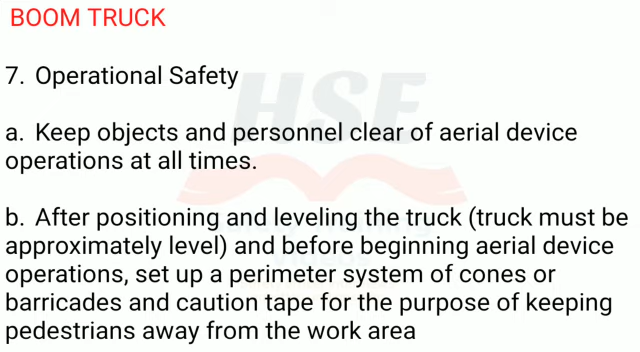 BOOM TRUCK
7. Operational Safety
a. Keep objects and personnel clear of aerial device
operations at all times.
b. After positioning and leveling the truck (truck must be
approximately level) and before beginning aerial device
operations, set up a perimeter system of cones or
barricades and caution tape for the purpose of keeping
pedestrians away from the work area
HSE